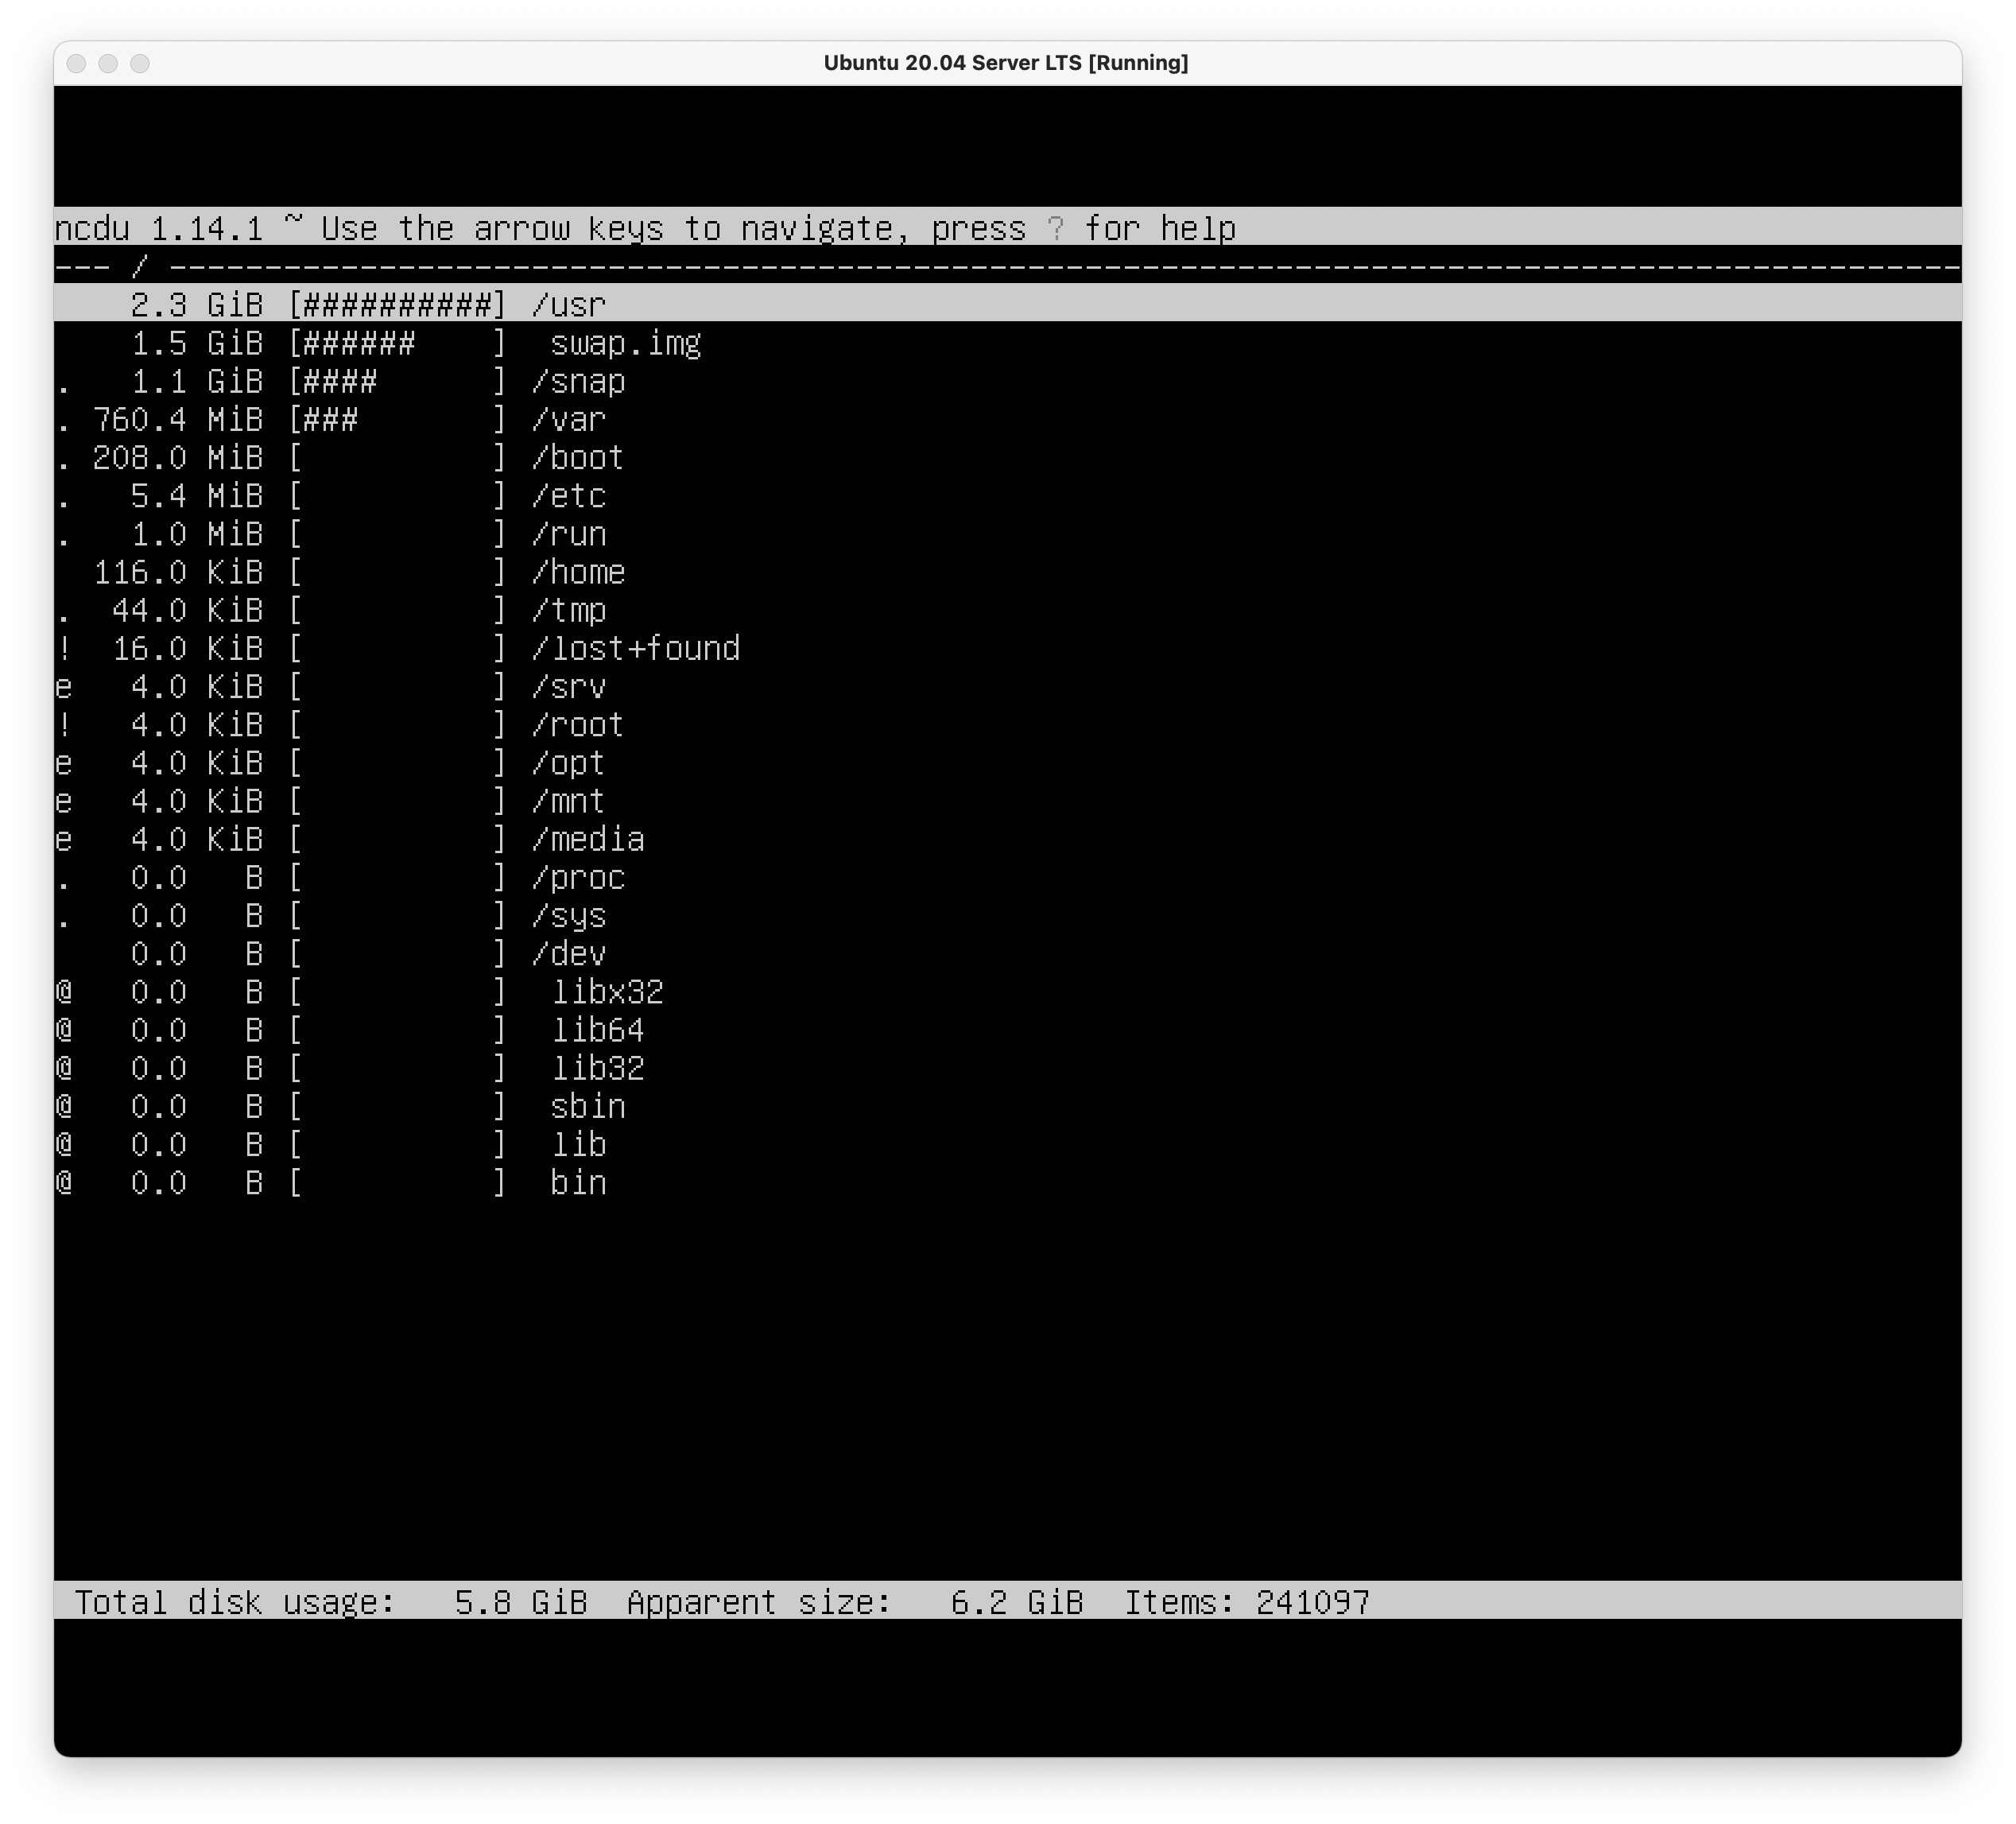 Ubuntu 20.04 Server LTS [Running]
ncdu 1.14.1 ~ Use the arrow keys to navigate, press ? for help
--- / ----------------------------------------------------------------------------------------------
    2.3 GiB [##########] /usr
    1.5 GiB [######    ]  swap.img
.   1.1 GiB [####      ] /snap
. 760.4 MiB [###       ] /var
. 208.0 MiB [          ] /boot
.   5.4 MiB [          ] /etc
.   1.0 MiB [          ] /run
  116.0 KiB [          ] /home
.  44.0 KiB [          ] /tmp
!  16.0 KiB [          ] /lost+found
e   4.0 KiB [          ] /srv
!   4.0 KiB [          ] /root
e   4.0 KiB [          ] /opt
e   4.0 KiB [          ] /mnt
e   4.0 KiB [          ] /media
.   0.0   B [          ] /proc
.   0.0   B [          ] /sys
    0.0   B [          ] /dev
@   0.0   B [          ]  libx32
@   0.0   B [          ]  lib64
@   0.0   B [          ]  lib32
@   0.0   B [          ]  sbin
@   0.0   B [          ]  lib
@   0.0   B [          ]  bin
Total disk usage:   5.8 GiB  Apparent size:   6.2 GiB  Items: 241097